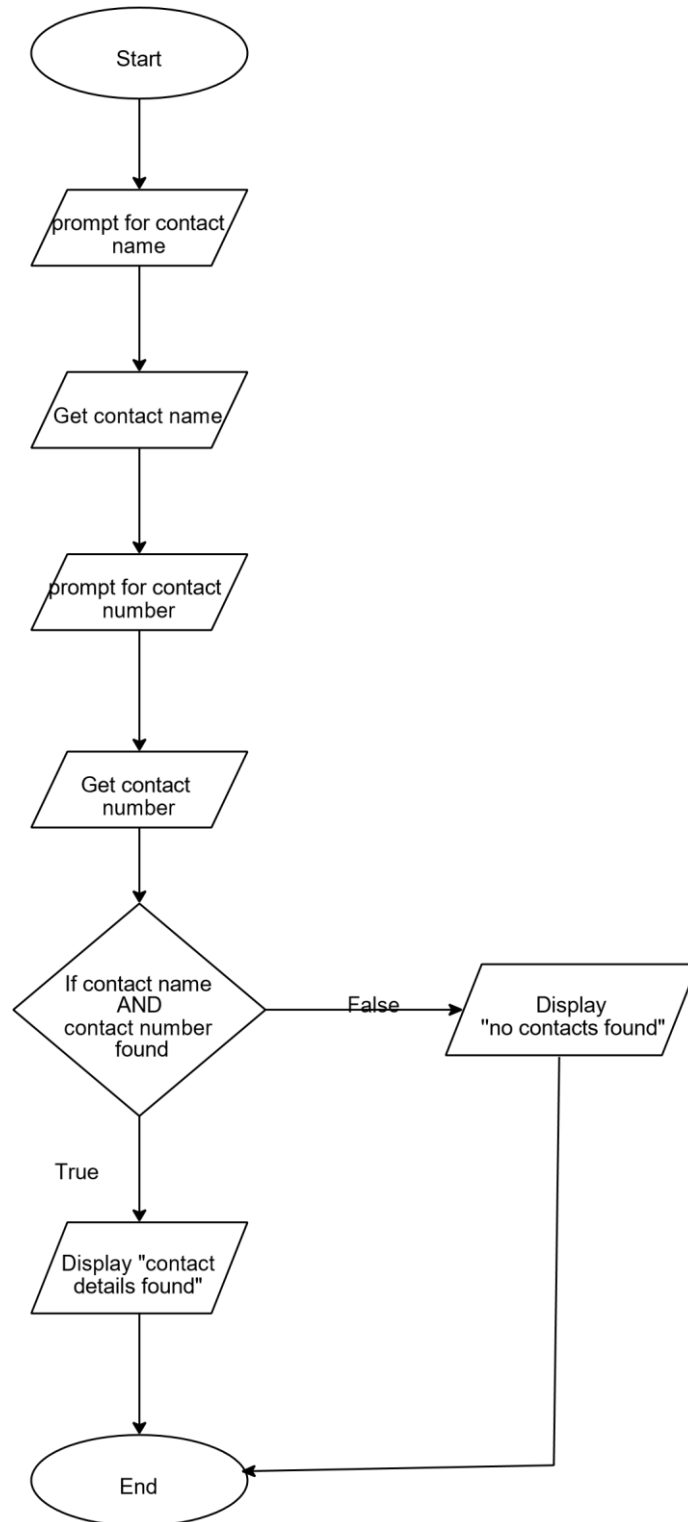 Start
prompt for contact
name
Get contact name
prompt for contact
number
Get contact
number
If contact name
AND
contact number
found
False
Display
"no contacts found"
True
Display "contact
details found"
End